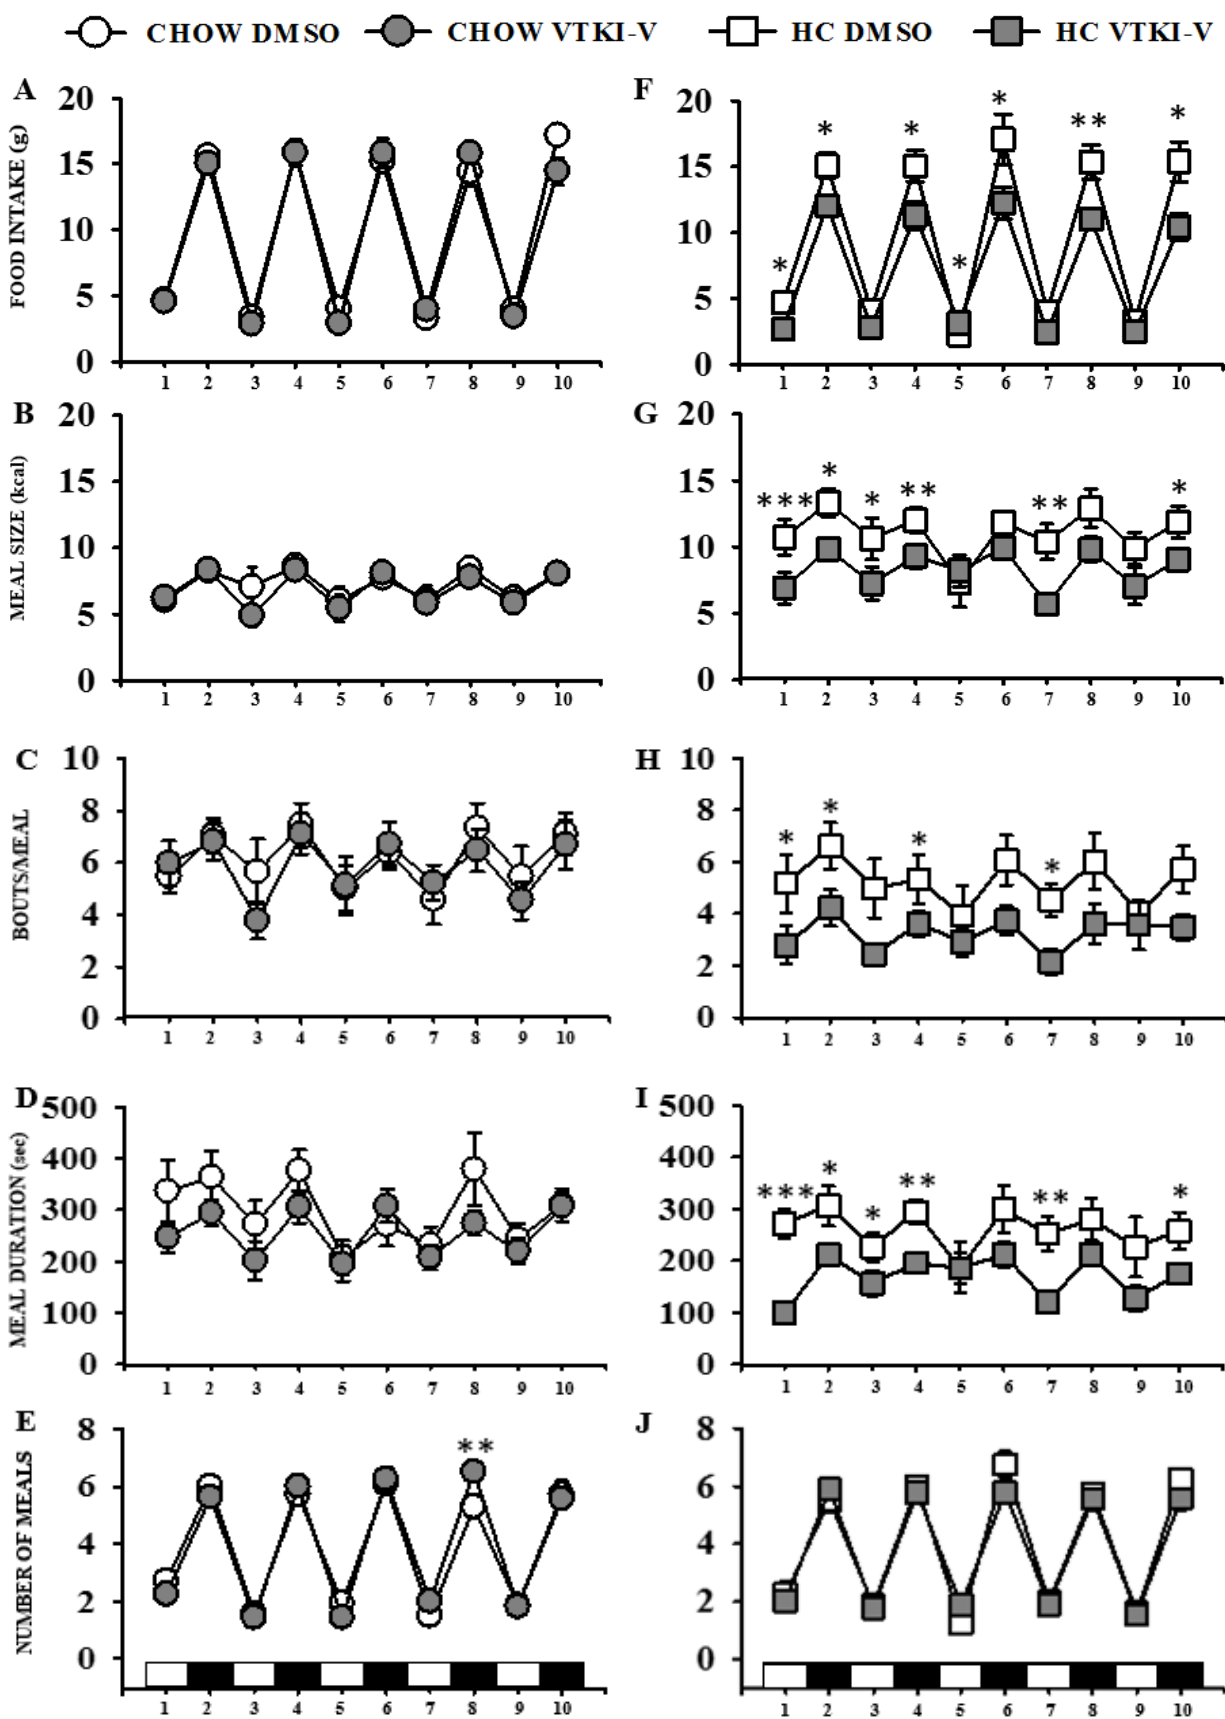 CHOW DMSO CHOW VTKI-V HC DMSO HC VTKI-V
A
FOOD INTAKE (g)
20
15
10
5
0
1 2 3 4 5 6 7 8 9 10
F
20
15
10
5
0
* * * * * ** *
1 2 3 4 5 6 7 8 9 10
B
MEAL SIZE (kcal)
20
15
10
5
0
1 2 3 4 5 6 7 8 9 10
G
20
15
10
5
0
*** * * ** ** *
1 2 3 4 5 6 7 8 9 10
C
BOUTS/MEAL
10
8
6
4
2
0
1 2 3 4 5 6 7 8 9 10
H
10
8
6
4
2
0
* * * *
1 2 3 4 5 6 7 8 9 10
D
MEAL DURATION (sec)
500
400
300
200
100
0
1 2 3 4 5 6 7 8 9 10
I
500
400
300
200
100
0
*** * * ** ** *
1 2 3 4 5 6 7 8 9 10
E
NUMBER OF MEALS
8
6
4
2
0
**
1 2 3 4 5 6 7 8 9 10
J
8
6
4
2
0
1 2 3 4 5 6 7 8 9 10